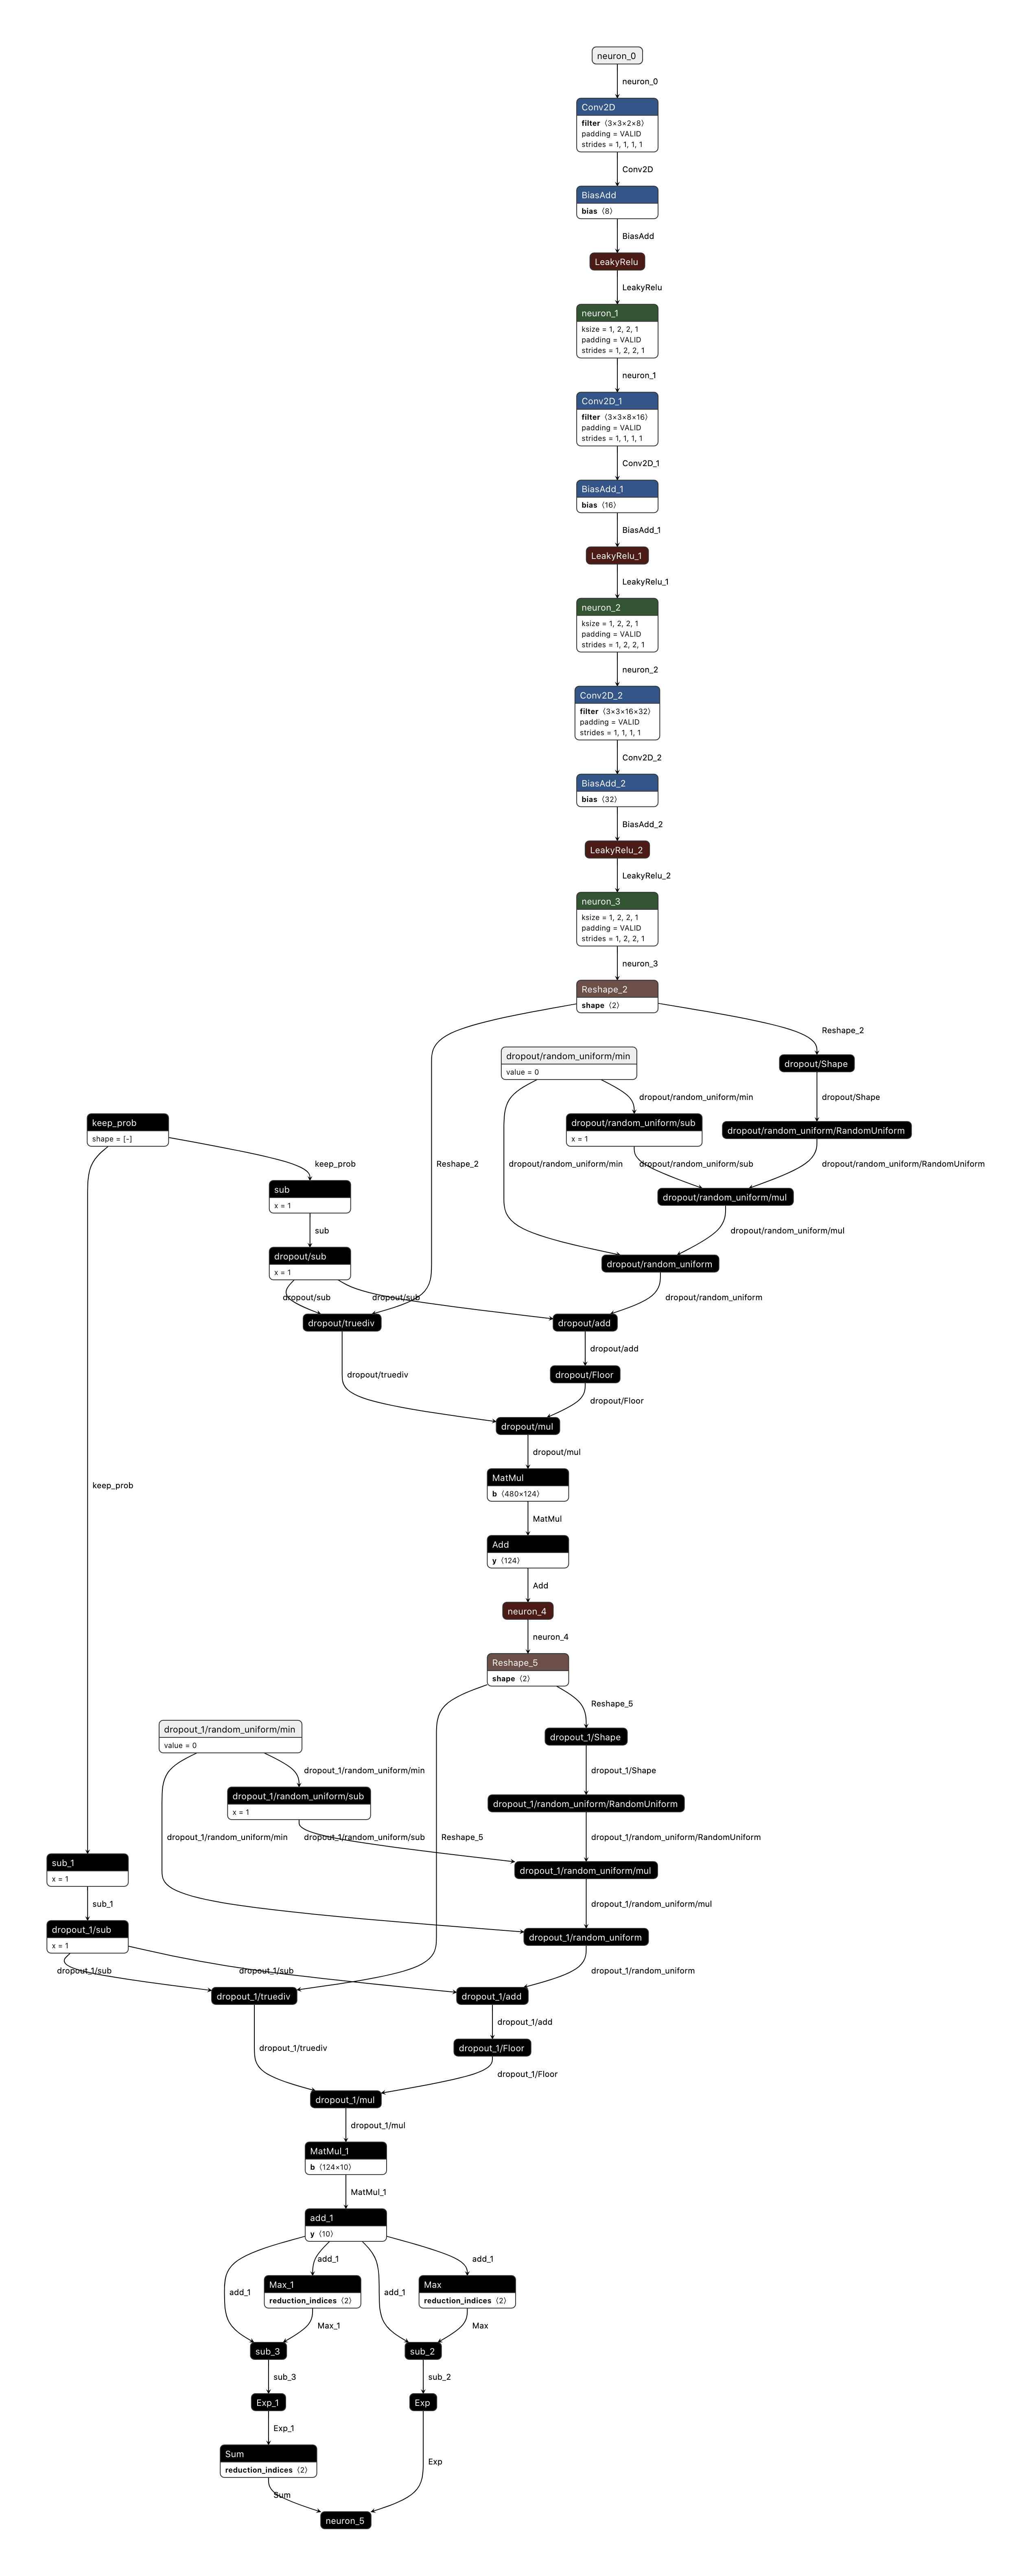 neuron_0
neuron_0
Conv2D
filter ⟨3×3×2×8⟩
padding = VALID
strides = 1, 1, 1, 1
Conv2D
BiasAdd
bias ⟨8⟩
BiasAdd
LeakyRelu
LeakyRelu
neuron_1
ksize = 1, 2, 2, 1
padding = VALID
strides = 1, 2, 2, 1
neuron_1
Conv2D_1
filter ⟨3×3×8×16⟩
padding = VALID
strides = 1, 1, 1, 1
Conv2D_1
BiasAdd_1
bias ⟨16⟩
BiasAdd_1
LeakyRelu_1
LeakyRelu_1
neuron_2
ksize = 1, 2, 2, 1
padding = VALID
strides = 1, 2, 2, 1
neuron_2
Conv2D_2
filter ⟨3×3×16×32⟩
padding = VALID
strides = 1, 1, 1, 1
Conv2D_2
BiasAdd_2
bias ⟨32⟩
BiasAdd_2
LeakyRelu_2
LeakyRelu_2
neuron_3
ksize = 1, 2, 2, 1
padding = VALID
strides = 1, 2, 2, 1
neuron_3
Reshape_2
shape ⟨2⟩
Reshape_2
dropout/random_uniform/min
value = 0
dropout/Shape
dropout/random_uniform/min
dropout/Shape
keep_prob
shape = [-]
dropout/random_uniform/sub
x = 1
dropout/random_uniform/RandomUniform
keep_prob
Reshape_2
dropout/random_uniform/min
dropout/random_uniform/sub
dropout/random_uniform/RandomUniform
sub
x = 1
dropout/random_uniform/mul
sub
dropout/random_uniform/mul
dropout/sub
x = 1
dropout/random_uniform
dropout/sub
dropout/sub
dropout/random_uniform
dropout/truediv
dropout/add
dropout/add
dropout/truediv
dropout/Floor
dropout/Floor
dropout/mul
dropout/mul
keep_prob
MatMul
b ⟨480×124⟩
MatMul
Add
y ⟨124⟩
Add
neuron_4
neuron_4
Reshape_5
shape ⟨2⟩
Reshape_5
dropout_1/random_uniform/min
value = 0
dropout_1/Shape
dropout_1/random_uniform/min
dropout_1/Shape
dropout_1/random_uniform/sub
x = 1
dropout_1/random_uniform/RandomUniform
dropout_1/random_uniform/min
dropout_1/random_uniform/sub
Reshape_5
dropout_1/random_uniform/RandomUniform
sub_1
x = 1
dropout_1/random_uniform/mul
sub_1
dropout_1/random_uniform/mul
dropout_1/sub
x = 1
dropout_1/random_uniform
dropout_1/sub
dropout_1/sub
dropout_1/random_uniform
dropout_1/truediv
dropout_1/add
dropout_1/add
dropout_1/truediv
dropout_1/Floor
dropout_1/Floor
dropout_1/mul
dropout_1/mul
MatMul_1
b ⟨124×10⟩
MatMul_1
add_1
y ⟨10⟩
add_1
add_1
add_1
add_1
Max_1
reduction_indices ⟨2⟩
Max
reduction_indices ⟨2⟩
Max_1
Max
sub_3
sub_2
sub_3
sub_2
Exp_1
Exp
Exp_1
Sum
reduction_indices ⟨2⟩
Exp
Sum
neuron_5